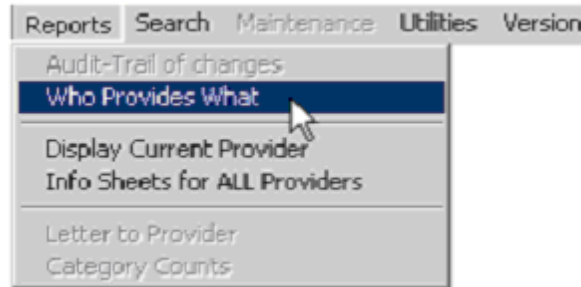 Reports Search Maintenance Utilities Version
Audit-Trail of changes
Who Provides What
Display Current Provider
Info Sheets for ALL Providers
Letter to Provider
Category Counts